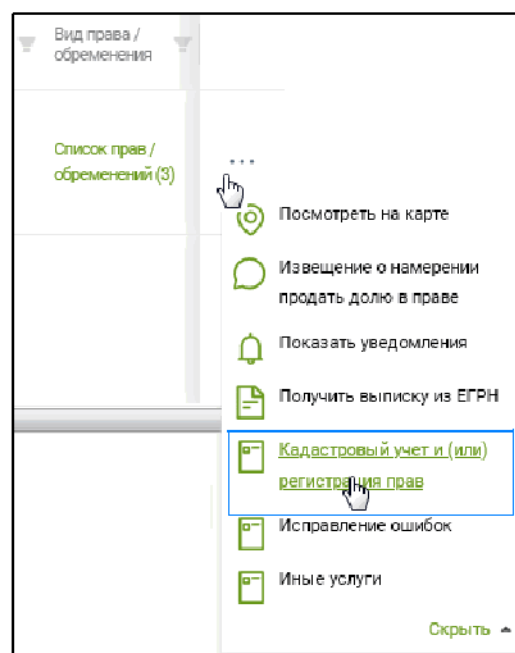 Вид права /
обременения
Список прав /
обременений (3)
...
Посмотреть на карте
Извещение о намерении
продать долю в праве
Показать уведомления
Получить выписку из ЕГРН
Кадастровый учет и (или)
регистрация прав
Исправление ошибок
Иные услуги
Скрыть